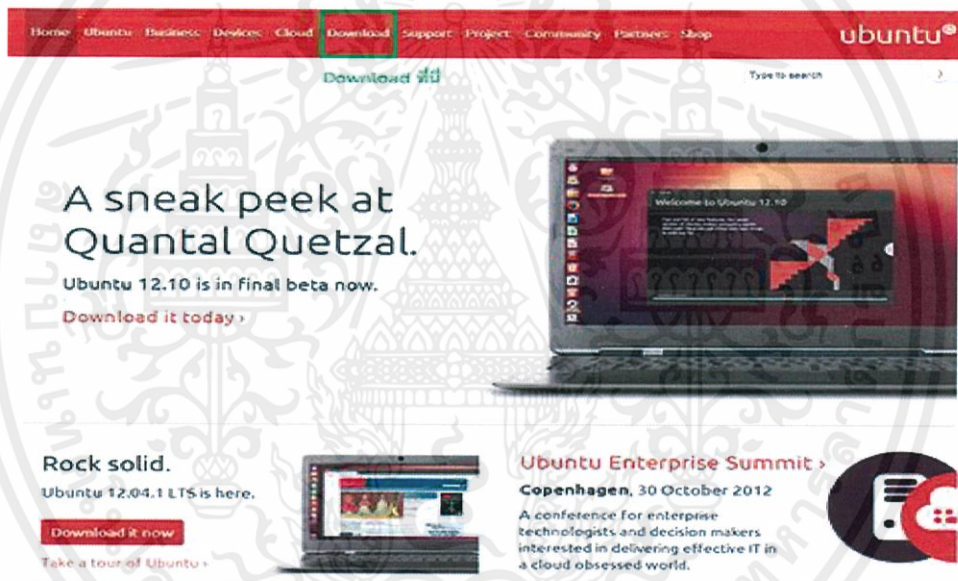 Home Ubuntu Business Devices Cloud Download Support Project Community Partners Shop ubuntu®
Download ที่นี่
Type to search
A sneak peek at
Quantal Quetzal.
Ubuntu 12.10 is in final beta now.
Download it today ›
Welcome to Ubuntu 12.10
Rock solid.
Ubuntu 12.04.1 LTS is here.
Download it now
Take a tour of Ubuntu ›
Ubuntu Enterprise Summit ›
Copenhagen, 30 October 2012
A conference for enterprise
technologists and decision makers
interested in delivering effective IT in
a cloud obsessed world.